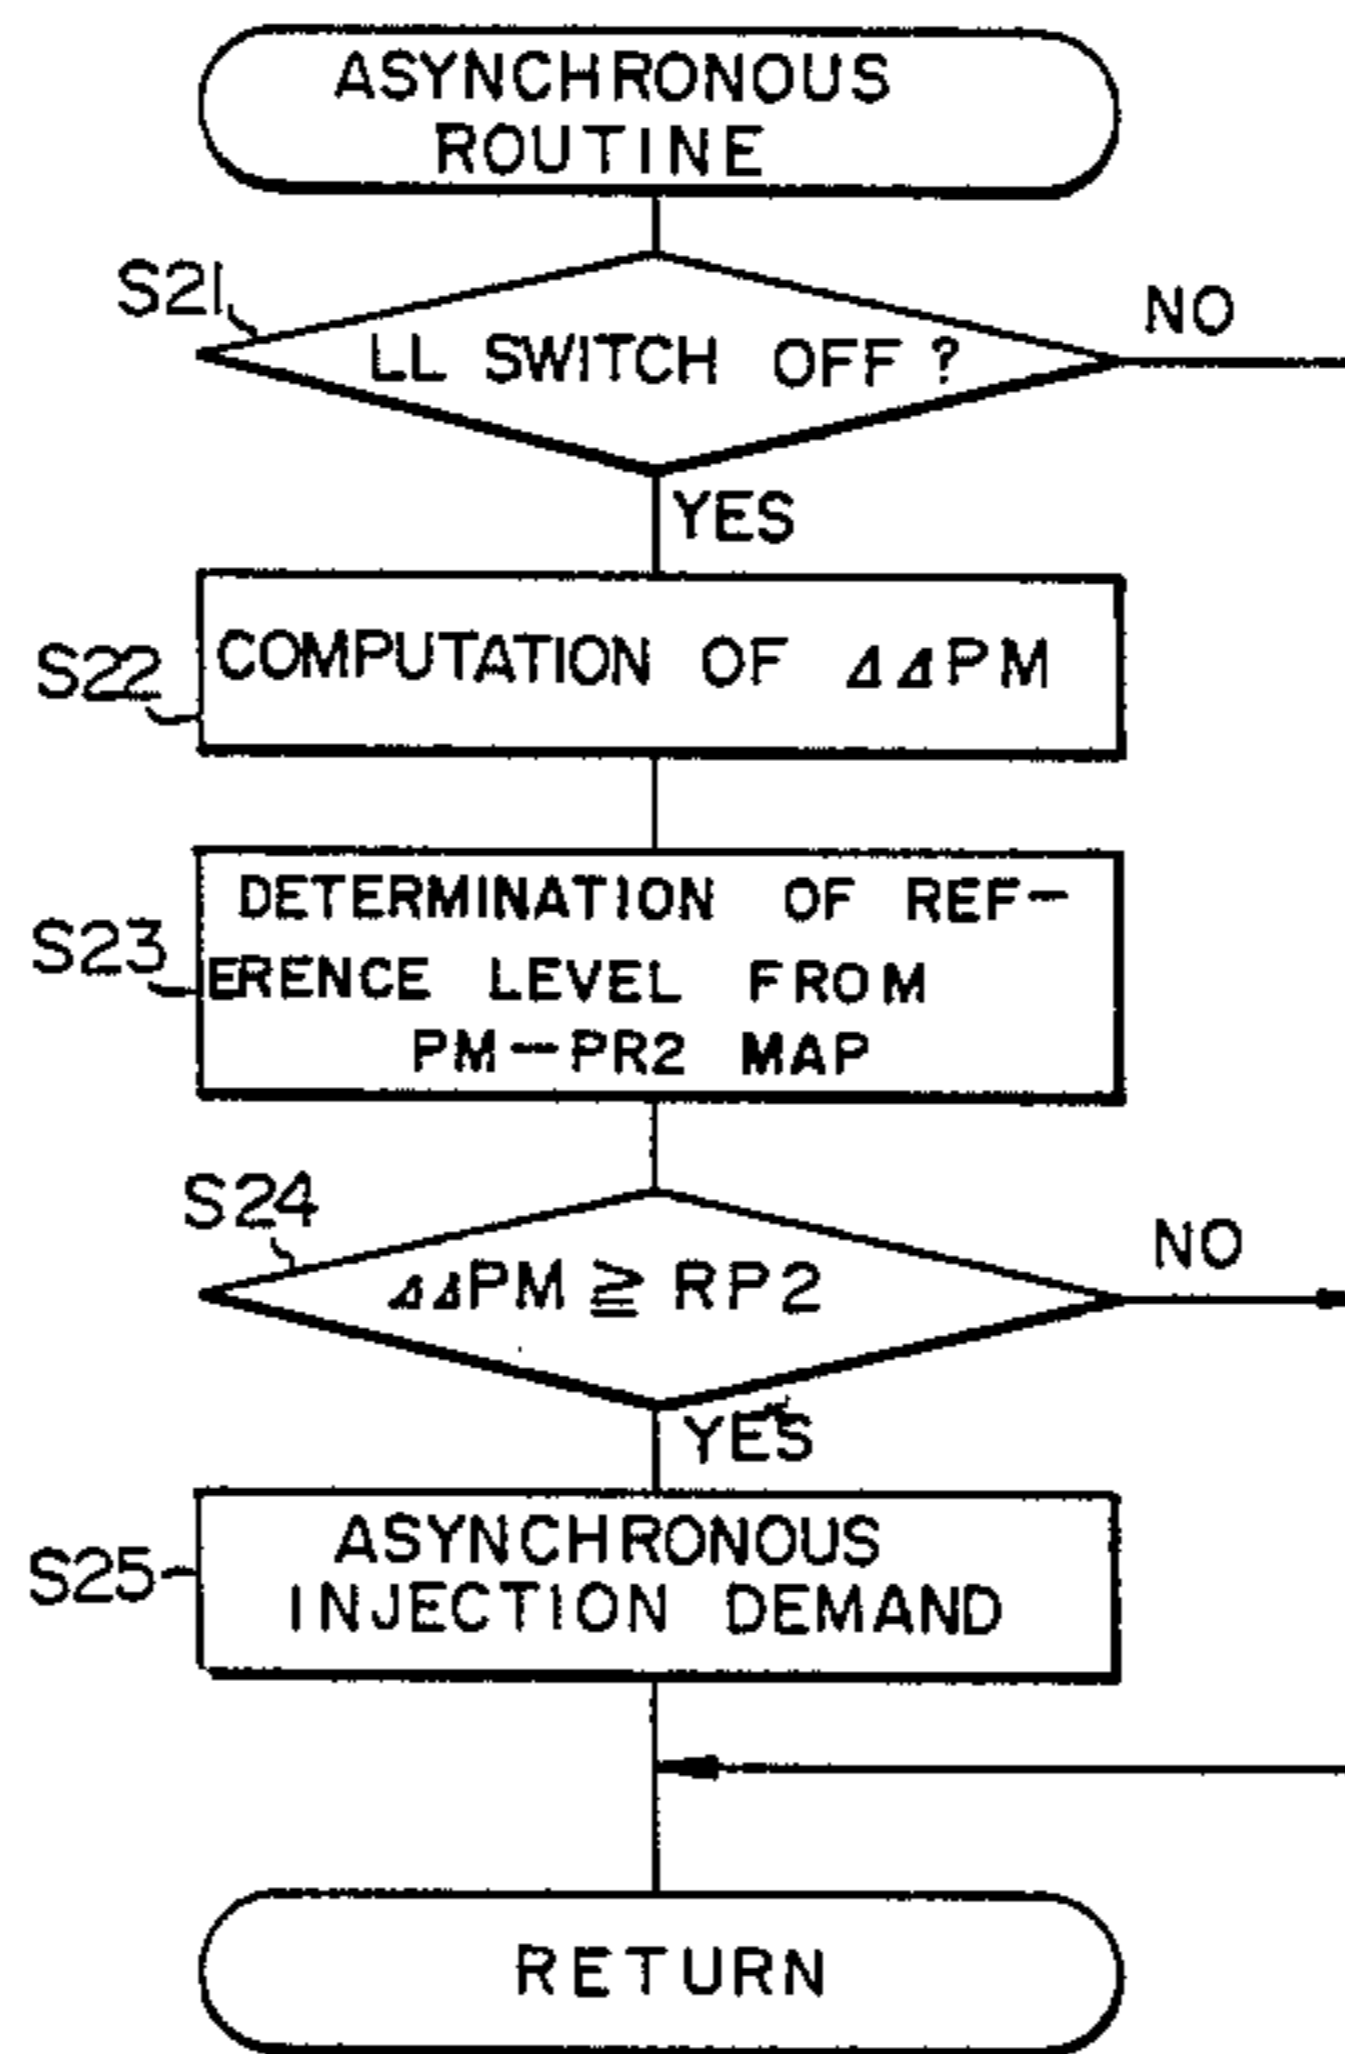 ASYNCHRONOUS
ROUTINE
S21
LL SWITCH OFF ?
NO
YES
S22
COMPUTATION OF ΔΔPM
S23
DETERMINATION OF REF-
ERENCE LEVEL FROM
PM-PR2 MAP
S24
ΔΔPM ≧ RP2
NO
YES
S25
ASYNCHRONOUS
INJECTION DEMAND
RETURN